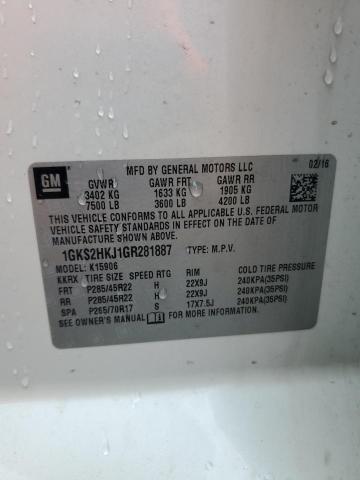 GM
MFD BY GENERAL MOTORS LLC 02/16
GVWR GAWR FRT GAWR RR
3402 KG 1633 KG 1905 KG
7500 LB 3600 LB 4200 LB
THIS VEHICLE CONFORMS TO ALL APPLICABLE U.S. FEDERAL MOTOR
VEHICLE SAFETY STANDARDS IN EFFECT ON THE DATE OF
MANUFACTURE SHOWN ABOVE.
1GKS2HKJ1GR281887 TYPE: M.P.V.
MODEL: K15906
KKRX TIRE SIZE SPEED RTG RIM COLD TIRE PRESSURE
FRT P285/45R22 H 22X9J 240KPA(35PSI)
RR P285/45R22 H 22X9J 240KPA(35PSI)
SPA P265/70R17 S 17X7.5J 240KPA(35PSI)
SEE OWNER'S MANUAL FOR MORE INFORMATION